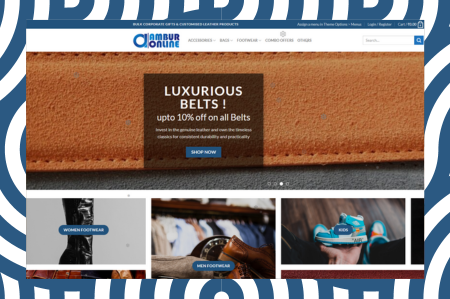 BULK CORPORATE GIFTS & CUSTOMISED LEATHER PRODUCTS
Assign a menu in Theme Options > Menus
Login / Register
Cart / ₹0.00
AMBUR
ONLINE
ACCESSORIES
BAGS
FOOTWEAR
COMBO OFFERS
OTHERS
Search...
LUXURIOUS
BELTS !
upto 10% off on all Belts
Invest in the genuine leather and own the timeless
classics for consistent durability and practicality
SHOP NOW
WOMEN FOOTWEAR
MEN FOOTWEAR
KIDS